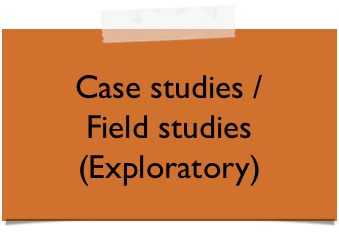 Case studies /
Field studies
(Exploratory)